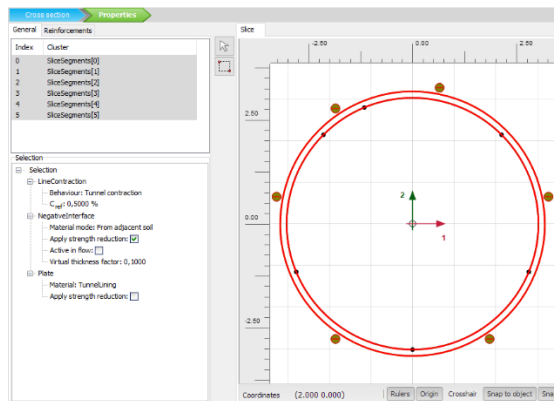 Cross section Properties
General Reinforcements
Index Cluster
0 SliceSegments[0]
1 SliceSegments[1]
2 SliceSegments[2]
3 SliceSegments[3]
4 SliceSegments[4]
5 SliceSegments[5]
Selection
Selection
LineContraction
Behaviour: Tunnel contraction
Cref: 0,5000 %
NegativeInterface
Material mode: From adjacent soil
Apply strength reduction:
Active in flow:
Virtual thickness factor: 0,1000
Plate
Material: TunnelLining
Apply strength reduction:
Slice
-2.50 0.00 2.50
2.50
0.00
-2.50
2
1
Coordinates (2.000 0.000) Rulers Origin Crosshair Snap to object Sna